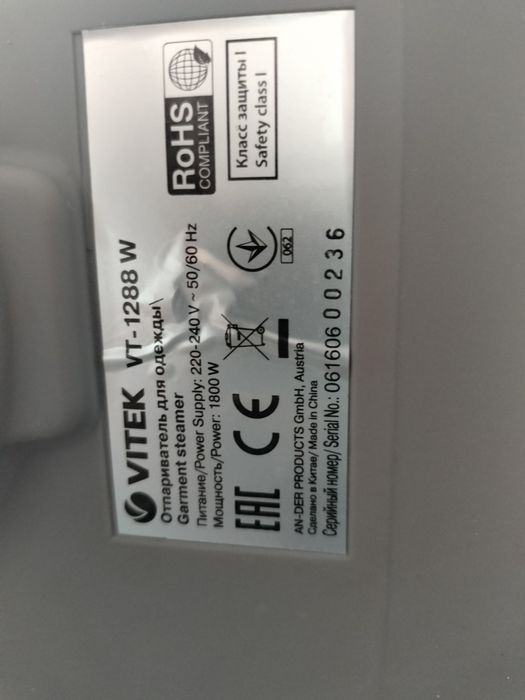 VITEK VT-1288 W
Отпариватель для одежды\
Garment steamer
Питание/Power Supply: 220-240 V ~ 50/60 Hz
Мощность/Power: 1800 W
RoHS
COMPLIANT
Класс защиты I
Safety class I
EAC CE
062
AN-DER PRODUCTS GmbH, Austria
Сделано в Китае/ Made in China
Серийный номер/ Serial No.: 0616060 0 0 2 3 6